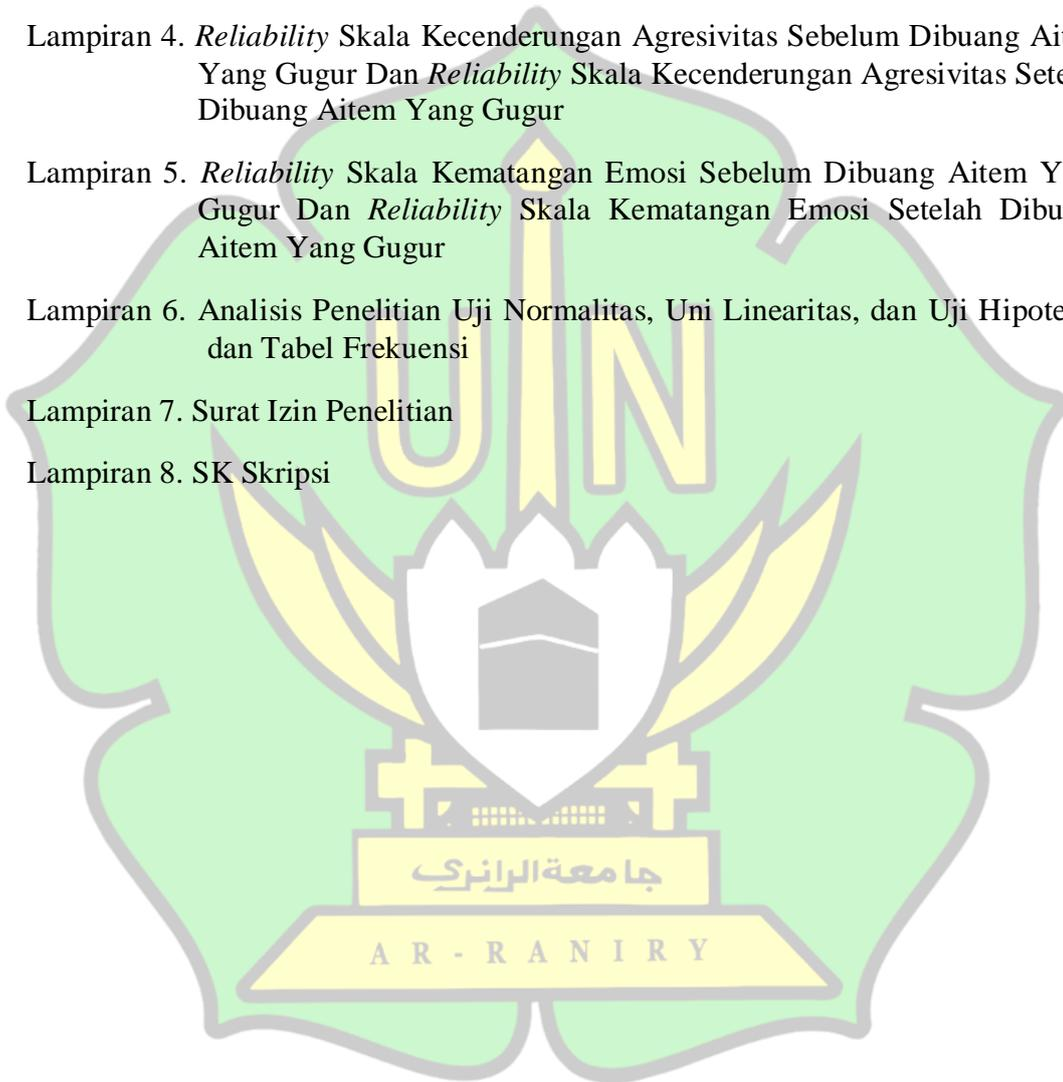 Lampiran 4. Reliability Skala Kecenderungan Agresivitas Sebelum Dibuang
Yang Gugur Dan Reliability Skala Kecenderungan Agresivitas
Dibuang Aitem Yang Gugur
Lampiran 5. Reliability Skala Kematangan Emosi Sebelum Dibuang Aitem
Gugur Dan Reliability Skala Kematangan Emosi Setelah
Aitem Yang Gugur
Lampiran 6. Analisis Penelitian Uji Normalitas, Uni Linearitas, dan Uji
dan Tabel Frekuensi
Lampiran 7. Surat Izin Penelitian
Lampiran 8. SK Skripsi
UIN
جامعة الرانري
AR-RANIRY